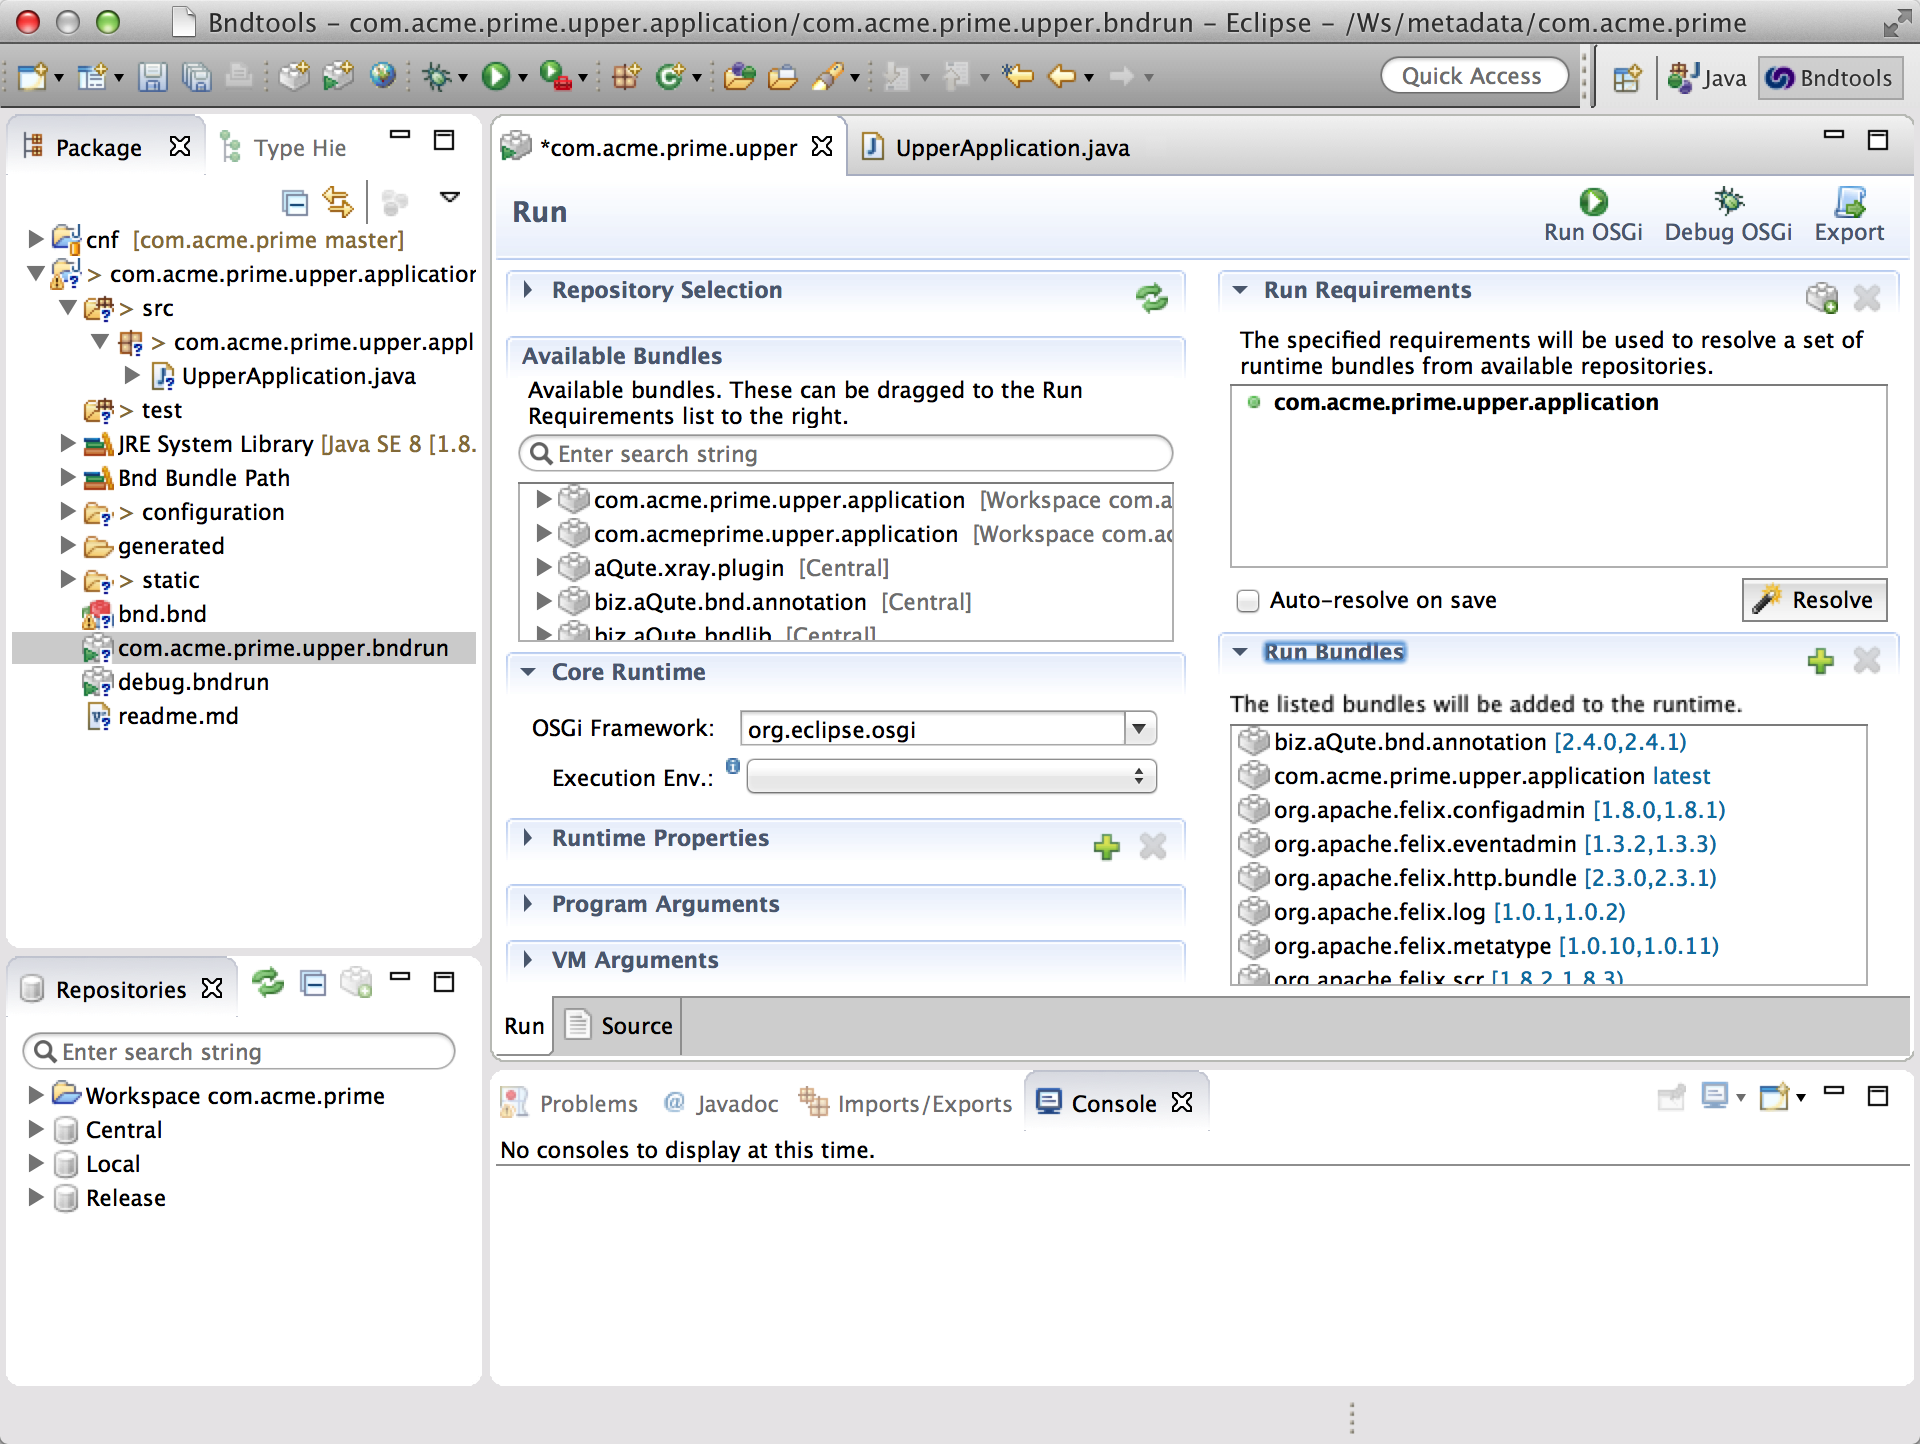 Bndtools – com.acme.prime.upper.application/com.acme.prime.upper.bndrun – Eclipse – /Ws/metadata/com.acme.prime
Quick Access
Java
Bndtools
Package
Type Hie
cnf [com.acme.prime master]
> com.acme.prime.upper.application
> src
> com.acme.prime.upper.appl
UpperApplication.java
> test
JRE System Library [Java SE 8 [1.8.
Bnd Bundle Path
> configuration
generated
> static
bnd.bnd
com.acme.prime.upper.bndrun
debug.bndrun
readme.md
Repositories
Enter search string
Workspace com.acme.prime
Central
Local
Release
*com.acme.prime.upper
UpperApplication.java
Run
Run OSGi
Debug OSGi
Export
Repository Selection
Available Bundles
Available bundles. These can be dragged to the Run
Requirements list to the right.
Enter search string
com.acme.prime.upper.application [Workspace com.a
com.acmeprime.upper.application [Workspace com.ac
aQute.xray.plugin [Central]
biz.aQute.bnd.annotation [Central]
biz.aQute.bndlib [Central]
Core Runtime
OSGi Framework:
org.eclipse.osgi
Execution Env.:
Runtime Properties
Program Arguments
VM Arguments
Run Requirements
The specified requirements will be used to resolve a set of
runtime bundles from available repositories.
com.acme.prime.upper.application
Auto-resolve on save
Resolve
Run Bundles
The listed bundles will be added to the runtime.
biz.aQute.bnd.annotation [2.4.0,2.4.1)
com.acme.prime.upper.application latest
org.apache.felix.configadmin [1.8.0,1.8.1)
org.apache.felix.eventadmin [1.3.2,1.3.3)
org.apache.felix.http.bundle [2.3.0,2.3.1)
org.apache.felix.log [1.0.1,1.0.2)
org.apache.felix.metatype [1.0.10,1.0.11)
org.apache.felix.scr [1.8.2,1.8.3)
Run
Source
Problems
@ Javadoc
Imports/Exports
Console
No consoles to display at this time.